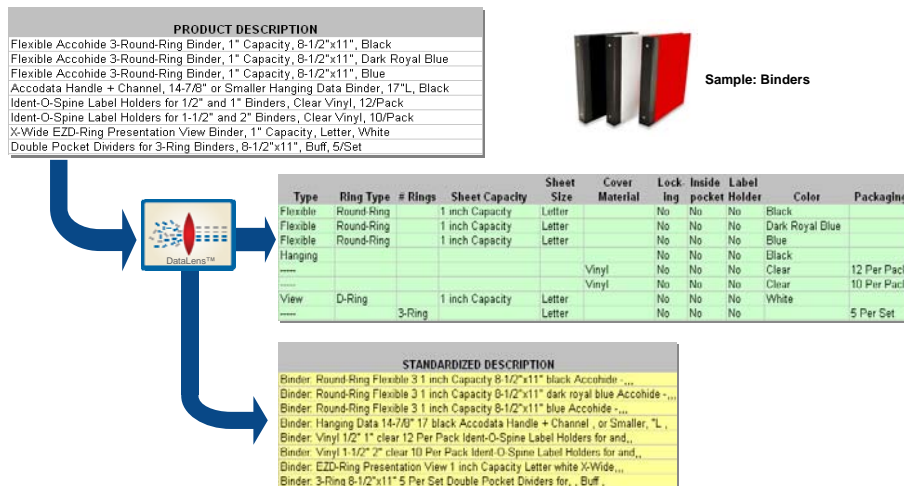 PRODUCT DESCRIPTION
Flexible Accohide 3-Round-Ring Binder, 1" Capacity, 8-1/2"x11", Black
Flexible Accohide 3-Round-Ring Binder, 1" Capacity, 8-1/2"x11", Dark Royal Blue
Flexible Accohide 3-Round-Ring Binder, 1" Capacity, 8-1/2"x11", Blue
Accodata Handle + Channel, 14-7/8" or Smaller Hanging Data Binder, 17"L, Black
Ident-O-Spine Label Holders for 1/2" and 1" Binders, Clear Vinyl, 12/Pack
Ident-O-Spine Label Holders for 1-1/2" and 2" Binders, Clear Vinyl, 10/Pack
X-Wide EZD-Ring Presentation View Binder, 1" Capacity, Letter, White
Double Pocket Dividers for 3-Ring Binders, 8-1/2"x11", Buff, 5/Set
Sample: Binders
DataLens™
Sheet Cover Lock- Inside Label
Type Ring Type # Rings Sheet Capacity Size Material ing pocket Holder Color Packaging
Flexible Round-Ring 1 inch Capacity Letter No No No Black
Flexible Round-Ring 1 inch Capacity Letter No No No Dark Royal Blue
Flexible Round-Ring 1 inch Capacity Letter No No No Blue
Hanging No No No Black
----- Vinyl No No No Clear 12 Per Pack
----- Vinyl No No No Clear 10 Per Pack
View D-Ring 1 inch Capacity Letter No No No White
----- 3-Ring Letter No No No 5 Per Set
STANDARDIZED DESCRIPTION
Binder: Round-Ring Flexible 3 1 inch Capacity 8-1/2"x11" black Accohide -,,,
Binder: Round-Ring Flexible 3 1 inch Capacity 8-1/2"x11" dark royal blue Accohide -,,,
Binder: Round-Ring Flexible 3 1 inch Capacity 8-1/2"x11" blue Accohide -,,,
Binder: Hanging Data 14-7/8" 17 black Accodata Handle + Channel , or Smaller, "L ,
Binder: Vinyl 1/2" 1" clear 12 Per Pack Ident-O-Spine Label Holders for and,,
Binder: Vinyl 1-1/2" 2" clear 10 Per Pack Ident-O-Spine Label Holders for and,,
Binder: EZD-Ring Presentation View 1 inch Capacity Letter white X-Wide,,,
Binder: 3-Ring 8-1/2"x11" 5 Per Set Double Pocket Dividers for, , Buff ,